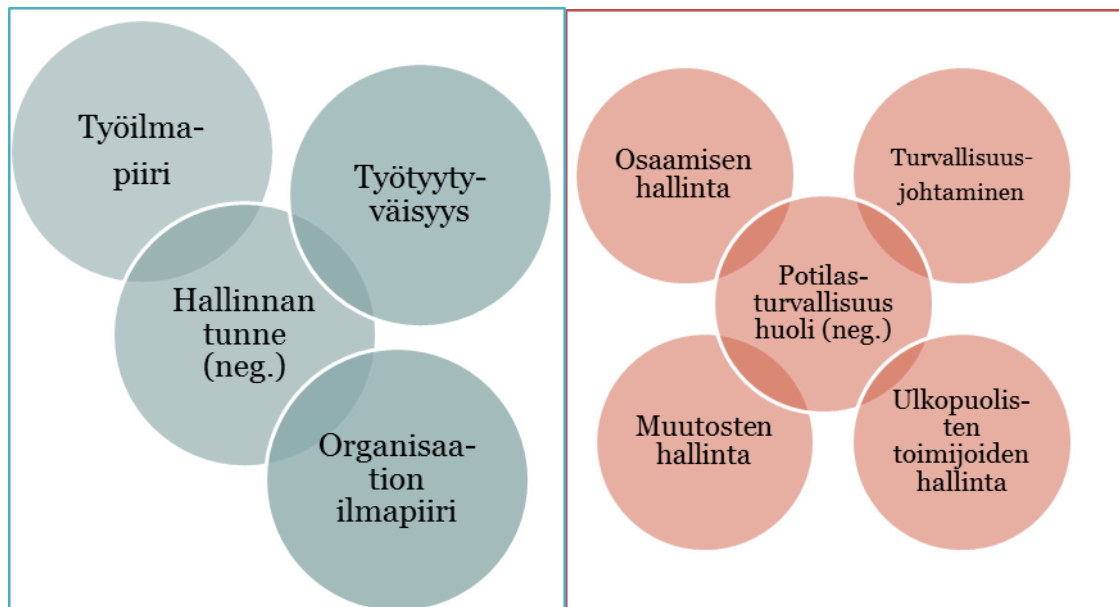 Työilma-
piiri
Työtyyty-
väisyys
Hallinnan
tunne
(neg.)
Organisaa-
tion
ilmapiiri
Osaamisen
hallinta
Turvallisuus-
johtaminen
Potilas-
turvallisuus
huoli (neg.)
Muutosten
hallinta
Ulkopuolis-
ten
toimijoiden
hallinta